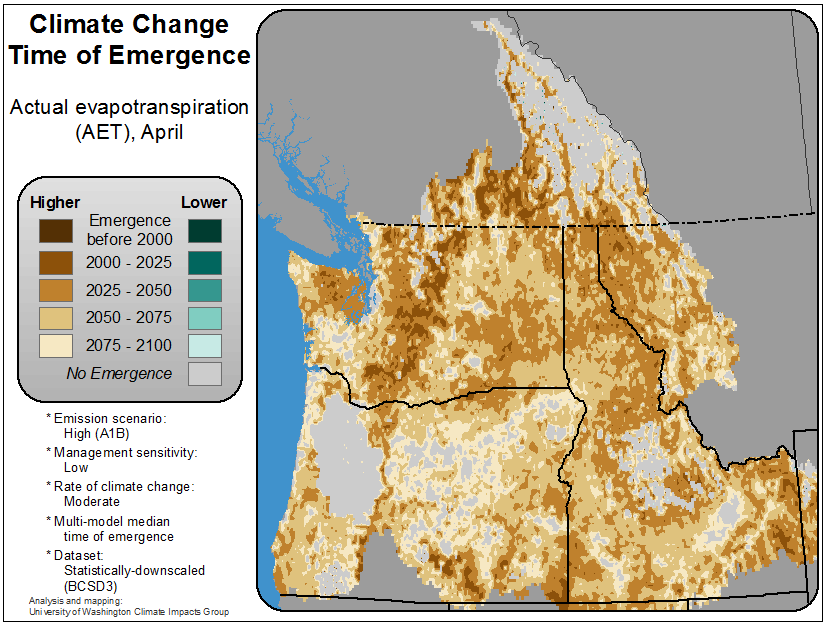 Climate Change
Time of Emergence
Actual evapotranspiration
(AET), April
Higher Lower
Emergence
before 2000
2000 - 2025
2025 - 2050
2050 - 2075
2075 - 2100
No Emergence
* Emission scenario:
High (A1B)
* Management sensitivity:
Low
* Rate of climate change:
Moderate
* Multi-model median
time of emergence
* Dataset:
Statistically-downscaled
(BCSD3)
Analysis and mapping:
University of Washington Climate Impacts Group